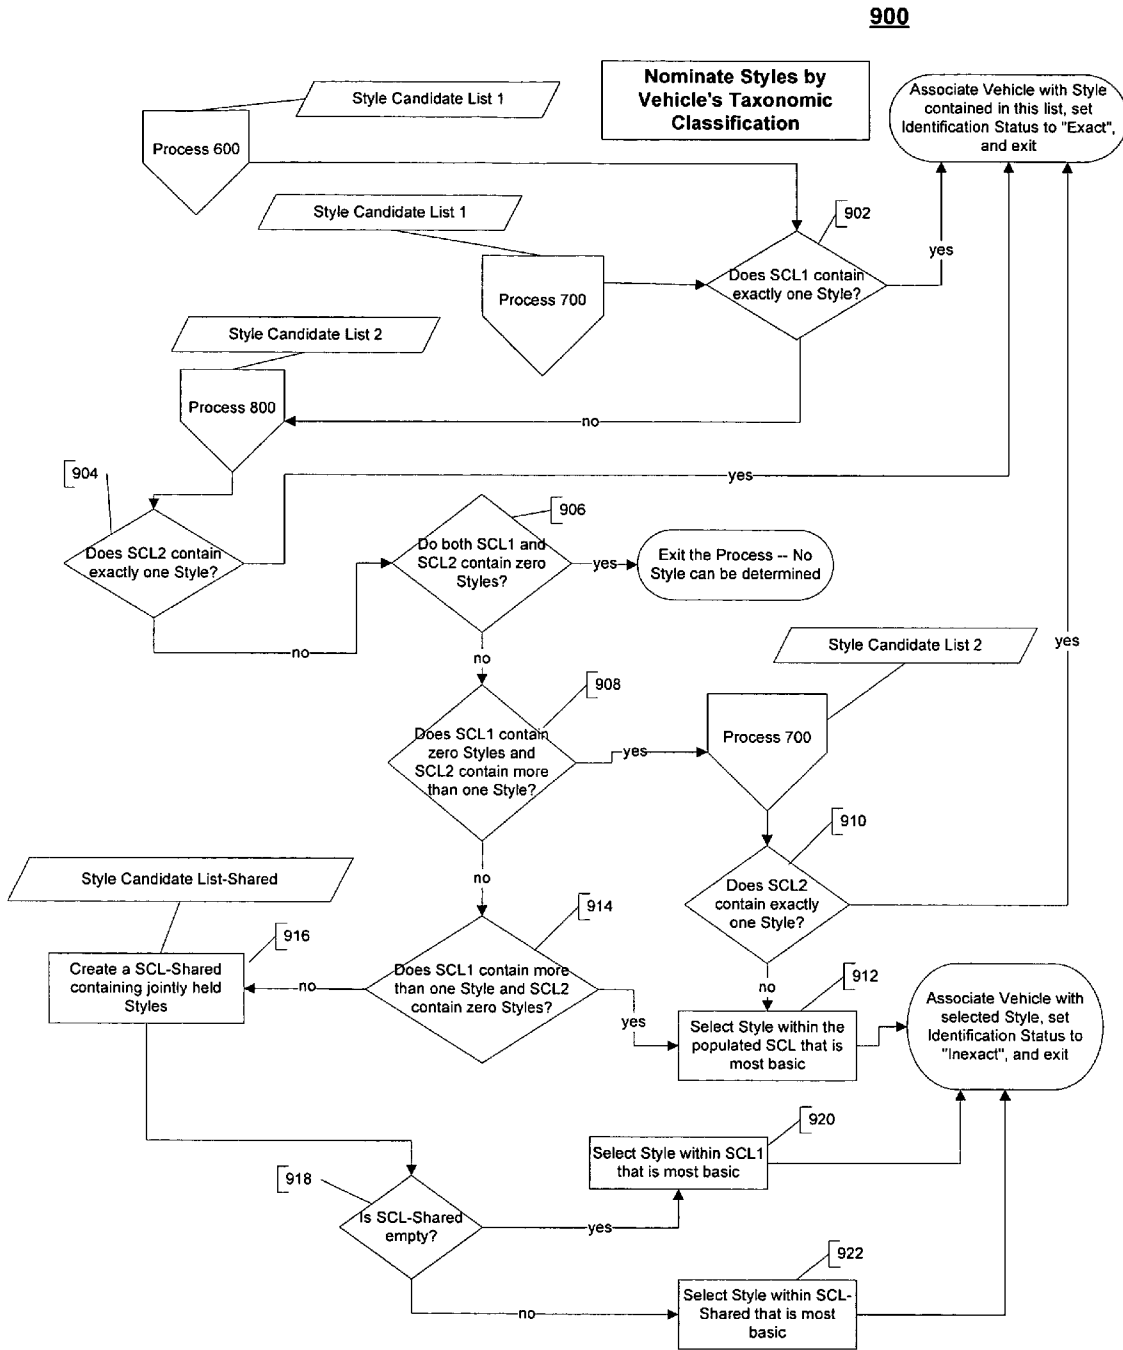 900
Style Candidate List 1
Process 600
Nominate Styles by
Vehicle's Taxonomic
Classification
Associate Vehicle with Style
contained in this list, set
Identification Status to "Exact",
and exit
Style Candidate List 1
902
yes
Does SCL1 contain
exactly one Style?
Process 700
Style Candidate List 2
Process 800
no
904
yes
906
Does SCL2 contain
exactly one Style?
Do both SCL1 and
SCL2 contain zero
Styles?
yes
Exit the Process -- No
Style can be determined
no
no
Style Candidate List 2
yes
908
Does SCL1 contain
zero Styles and
SCL2 contain more
than one Style?
yes
Process 700
910
no
Style Candidate List-Shared
Does SCL2
contain exactly
one Style?
914
916
Create a SCL-Shared
containing jointly held
Styles
no
Does SCL1 contain more
than one Style and SCL2
contain zero Styles?
yes
no
912
Select Style within the
populated SCL that is
most basic
Associate Vehicle with
selected Style, set
Identification Status to
"Inexact", and exit
920
Select Style within SCL1
that is most basic
918
Is SCL-Shared
empty?
yes
922
no
Select Style within SCL-
Shared that is most
basic